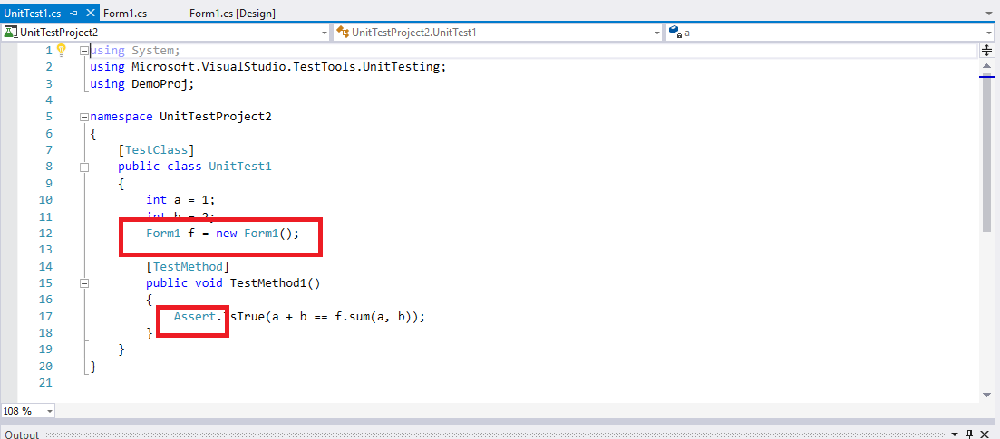 UnitTest1.cs Form1.cs Form1.cs [Design]
UnitTestProject2 UnitTestProject2.UnitTest1 a
1 using System;
2 using Microsoft.VisualStudio.TestTools.UnitTesting;
3 using DemoProj;
4
5 namespace UnitTestProject2
6 {
7 [TestClass]
8 public class UnitTest1
9 {
10 int a = 1;
11 int b = 2;
12 Form1 f = new Form1();
13
14 [TestMethod]
15 public void TestMethod1()
16 {
17 Assert.IsTrue(a + b == f.sum(a, b));
18 }
19 }
20 }
21
108 %
Output